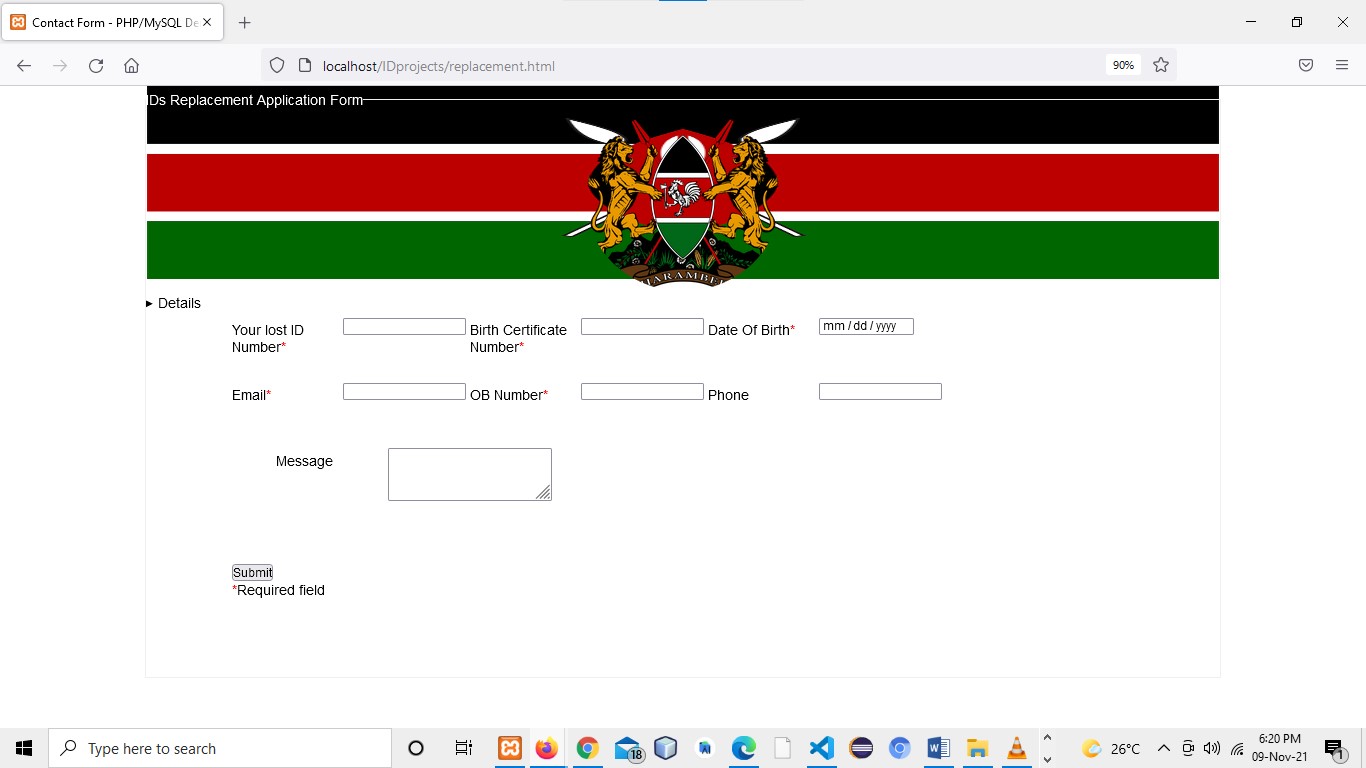 Contact Form - PHP/MySQL De
localhost/IDprojects/replacement.html
90%
IDs Replacement Application Form
HARAMBEE
Details
Your lost ID Number*
Birth Certificate Number*
Date Of Birth*
mm / dd / yyyy
Email*
OB Number*
Phone
Message
Submit
*Required field
Type here to search
18
W
26°C
6:20 PM
09-Nov-21
1